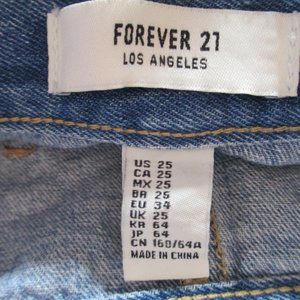 FOREVER 21
LOS ANGELES
US 25
CA 25
MX 25
BR 25
EU 34
UK 25
KR 64
JP 64
CN 160/64A
MADE IN CHINA